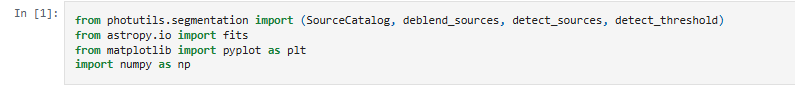 In [1]:
from photutils.segmentation import (SourceCatalog, deblend_sources, detect_sources, detect_threshold)
from astropy.io import fits
from matplotlib import pyplot as plt
import numpy as np